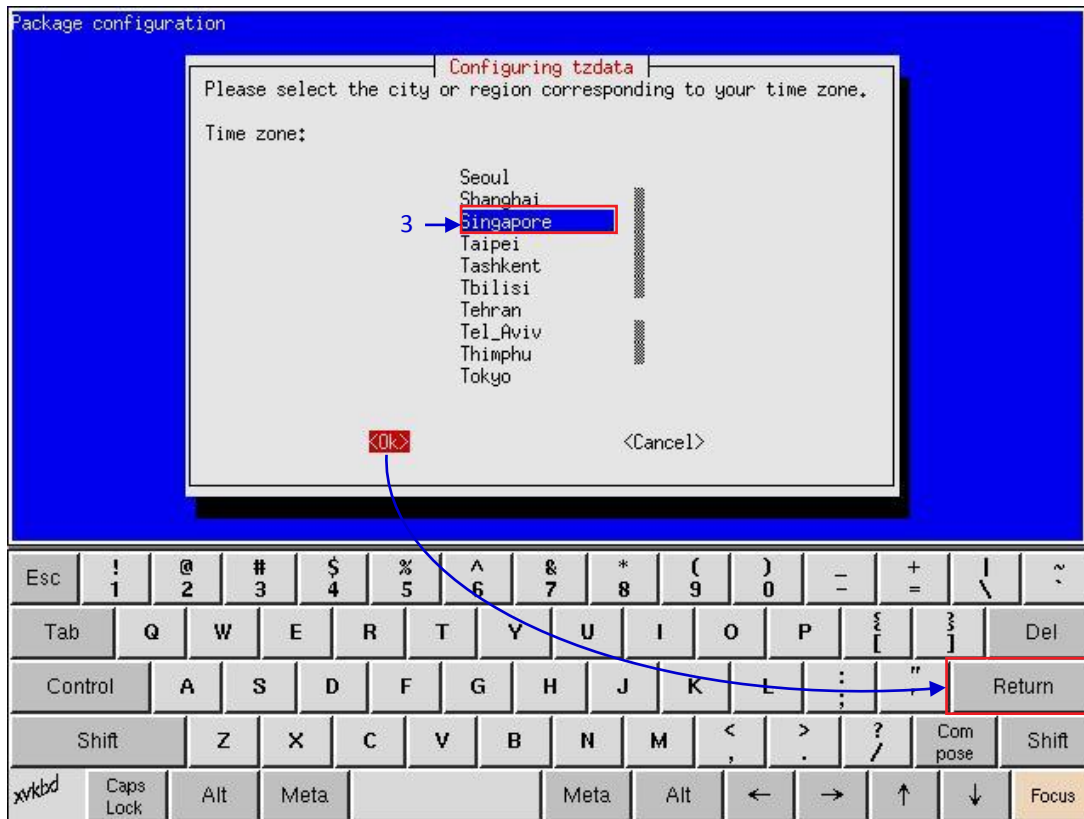 Package configuration
Configuring tzdata
Please select the city or region corresponding to your time zone.
Time zone:
Seoul
Shanghai
3 Singapore
Taipei
Tashkent
Tbilisi
Tehran
Tel_Aviv
Thimphu
Tokyo
<Ok> <Cancel>
Esc ! 1 @ 2 # 3 $ 4 % 5 ^ 6 & 7 * 8 ( 9 ) 0 _ - + = | \ ~ `
Tab Q W E R T Y U I O P { [ } ] Del
Control A S D F G H J K L : ; " ' Return
Shift Z X C V B N M < , > . ? / Com pose Shift
xvkbd Caps Lock Alt Meta Meta Alt ← → ↑ ↓ Focus